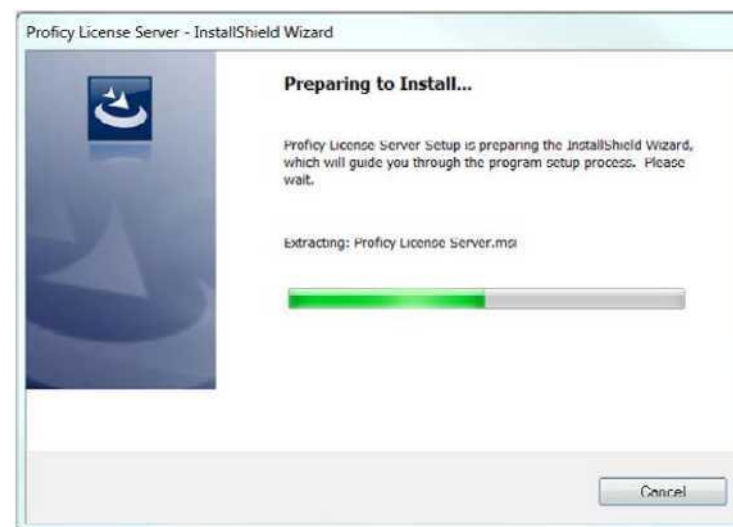 Proficy License Server - InstallShield Wizard
Preparing to Install...
Proficy License Server Setup is preparing the InstallShield Wizard,
which will guide you through the program setup process. Please
wait.
Extracting: Proficy License Server.msi
Cancel